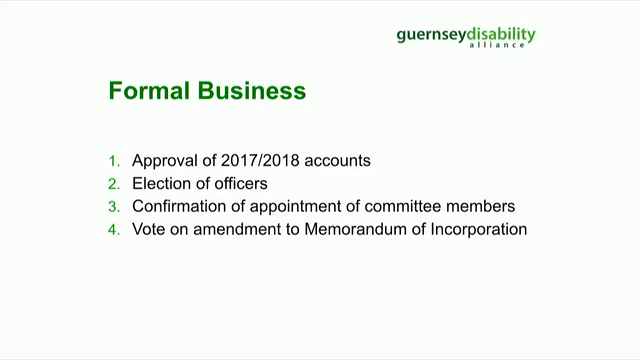 guernseydisability
alliance
Formal Business
1. Approval of 2017/2018 accounts
2. Election of officers
3. Confirmation of appointment of committee members
4. Vote on amendment to Memorandum of Incorporation